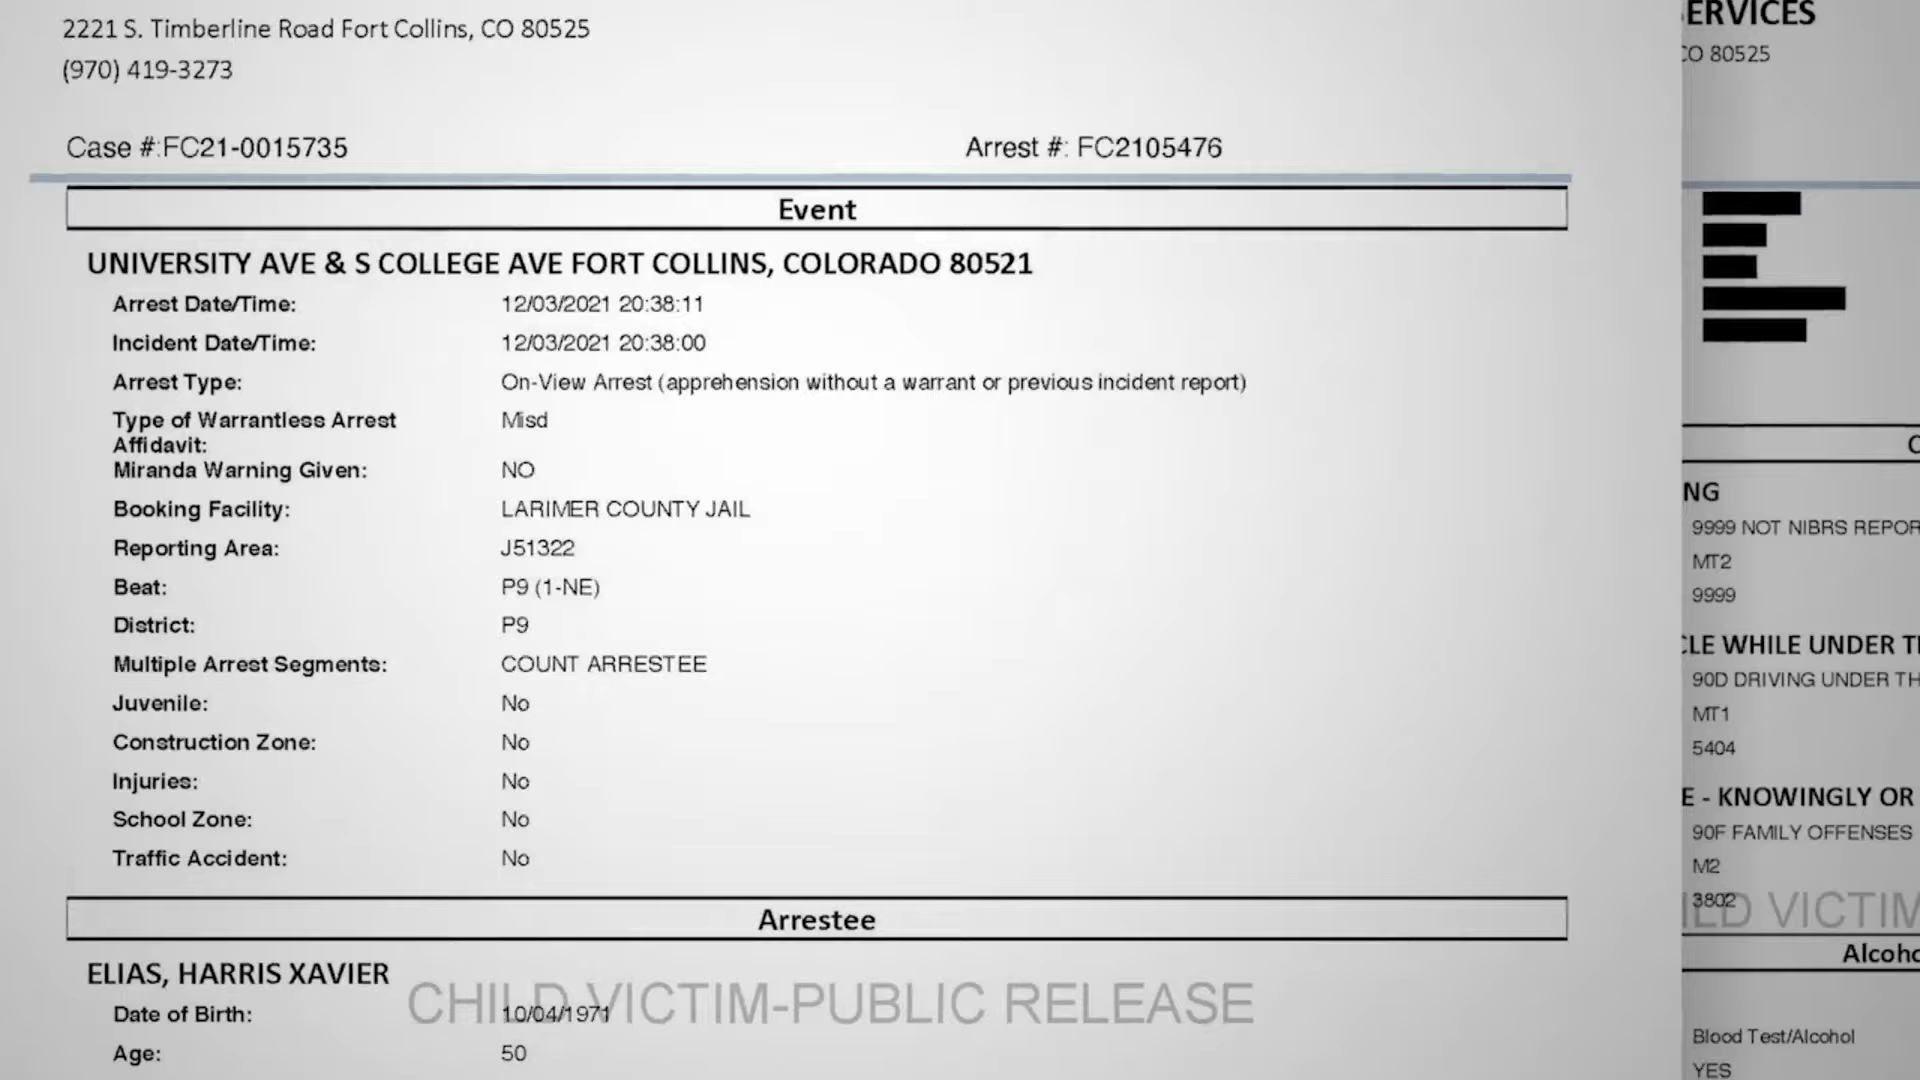 2221 S. Timberline Road Fort Collins, CO 80525
(970) 419-3273
Case #:FC21-0015735
Arrest #: FC2105476
Event
UNIVERSITY AVE & S COLLEGE AVE FORT COLLINS, COLORADO 80521
Arrest Date/Time: 12/03/2021 20:38:11
Incident Date/Time: 12/03/2021 20:38:00
Arrest Type: On-View Arrest (apprehension without a warrant or previous incident report)
Type of Warrantless Arrest Misd
Affidavit:
Miranda Warning Given: NO
Booking Facility: LARIMER COUNTY JAIL
Reporting Area: J51322
Beat: P9 (1-NE)
District: P9
Multiple Arrest Segments: COUNT ARRESTEE
Juvenile: No
Construction Zone: No
Injuries: No
School Zone: No
Traffic Accident: No
Arrestee
ELIAS, HARRIS XAVIER
CHILD VICTIM-PUBLIC RELEASE
Date of Birth: 10/04/1971
Age: 50
ERVICES
CO 80525
NG
9999 NOT NIBRS REPOR
MT2
9999
CLE WHILE UNDER T
90D DRIVING UNDER TH
MT1
5404
E - KNOWINGLY OR
90F FAMILY OFFENSES
M2
3802
ILD VICTIM
Alcoho
Blood Test/Alcohol
YES